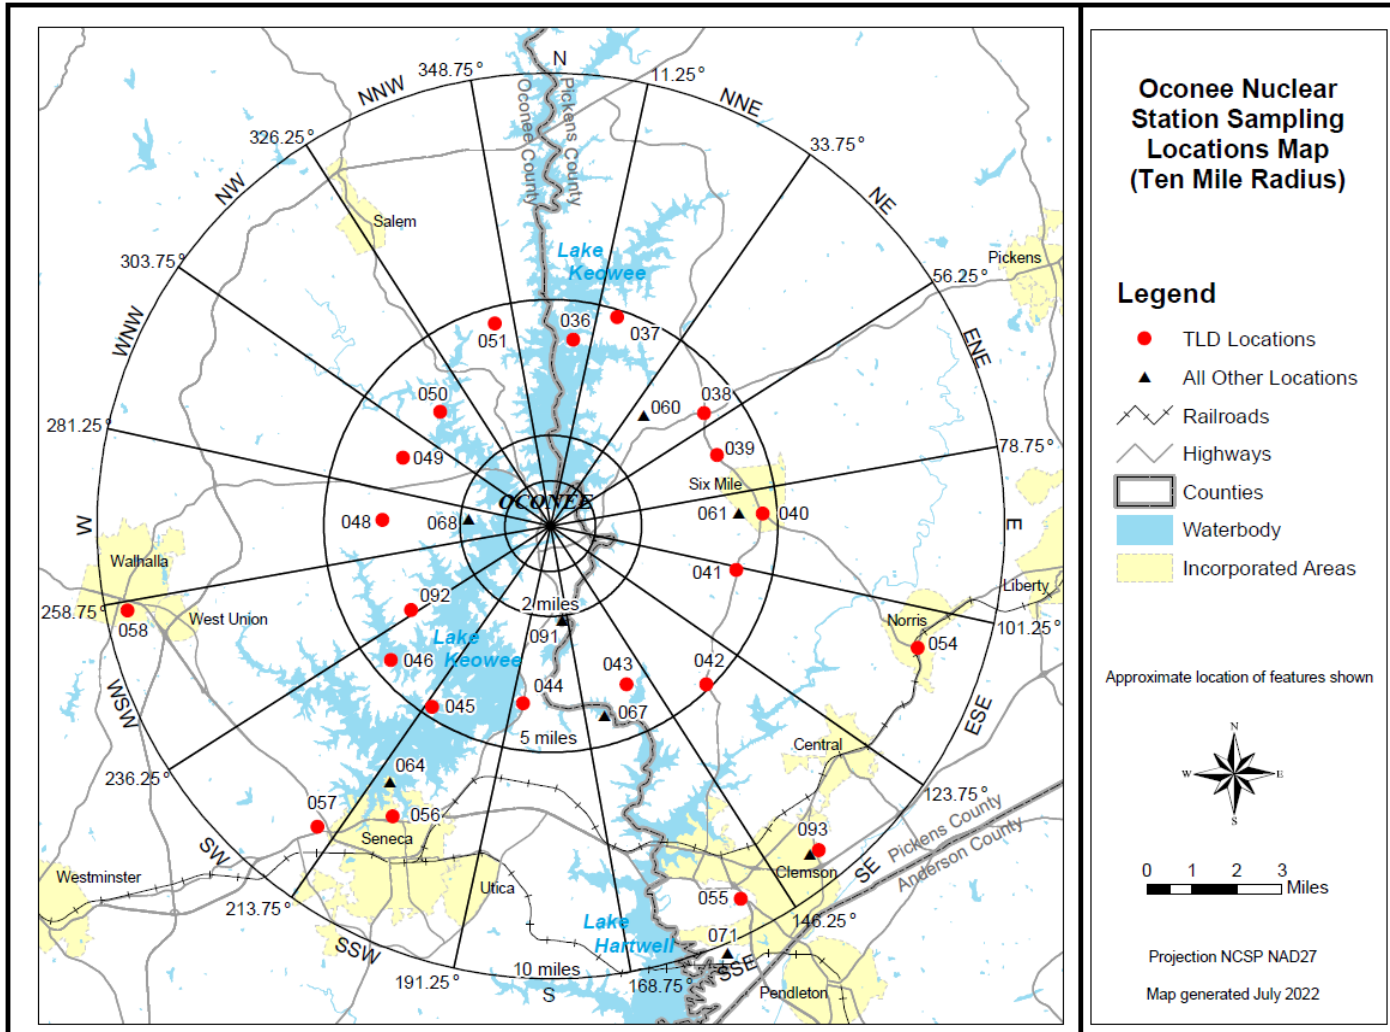 N
348.75°
11.25°
NNW
NNE
Oconee County
Pickens County
326.25°
33.75°
NW
NE
Salem
Lake
Keowee
303.75°
Pickens
56.25°
036
037
051
WNW
ENE
050
038
060
281.25°
78.75°
049
039
Six Mile
OCONEE
W
048
068
061
040
E
Walhalla
041
Liberty
092
2 miles
258.75°
058
West Union
Norris
101.25°
091
Lake
Keowee
054
046
043
042
044
WSW
045
067
ESE
5 miles
Central
064
236.25°
123.75°
057
056
093
Pickens County
Anderson County
Seneca
SW
Clemson
SE
Westminster
Utica
055
213.75°
146.25°
Lake
Hartwell
071
SSW
SSE
10 miles
191.25°
168.75°
S
Pendleton
Oconee Nuclear
Station Sampling
Locations Map
(Ten Mile Radius)
Legend
TLD Locations
All Other Locations
Railroads
Highways
Counties
Waterbody
Incorporated Areas
Approximate location of features shown
N
W
E
S
0 1 2 3
Miles
Projection NCSP NAD27
Map generated July 2022